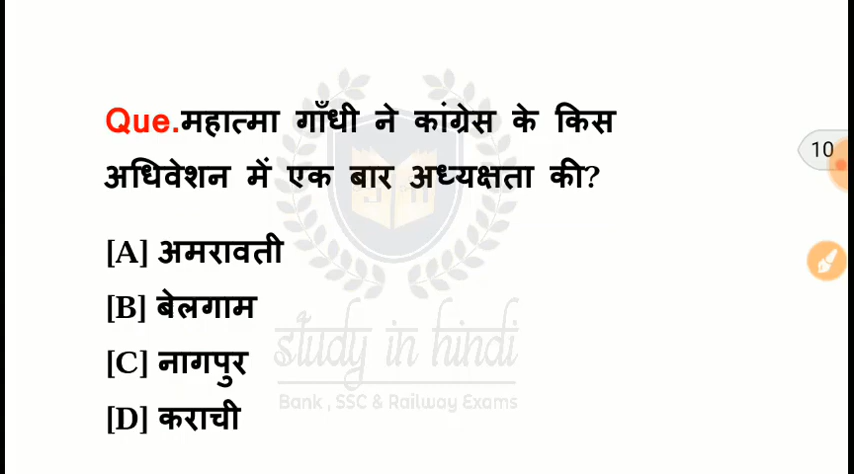 Que.महात्मा गाँधी ने कांग्रेस के किस
अधिवेशन में एक बार अध्यक्षता की?
10
[A] अमरावती
[B] बेलगाम
[C] नागपुर
[D] कराची
study in hindi
Bank , SSC & Railway Exams